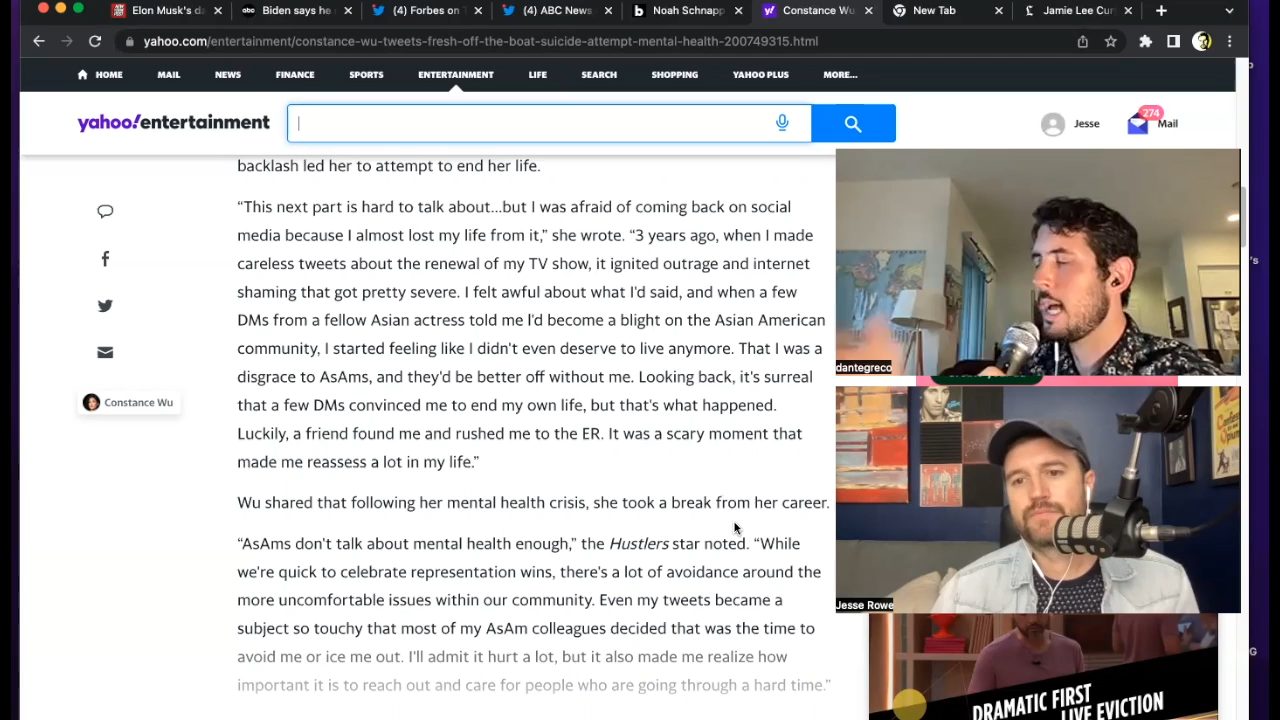 Elon Musk's da
Biden says he
(4) Forbes on T
(4) ABC News
Noah Schnapp
Constance Wu
New Tab
Jamie Lee Cur
yahoo.com/entertainment/constance-wu-tweets-fresh-off-the-boat-suicide-attempt-mental-health-200749315.html
HOME MAIL NEWS FINANCE SPORTS ENTERTAINMENT LIFE SEARCH SHOPPING YAHOO PLUS MORE...
yahoo!entertainment
Jesse
274
Mail
backlash led her to attempt to end her life.
“This next part is hard to talk about...but I was afraid of coming back on social
media because I almost lost my life from it,” she wrote. “3 years ago, when I made
careless tweets about the renewal of my TV show, it ignited outrage and internet
shaming that got pretty severe. I felt awful about what I'd said, and when a few
DMs from a fellow Asian actress told me I'd become a blight on the Asian American
community, I started feeling like I didn't even deserve to live anymore. That I was a
disgrace to AsAms, and they'd be better off without me. Looking back, it's surreal
that a few DMs convinced me to end my own life, but that's what happened.
Luckily, a friend found me and rushed me to the ER. It was a scary moment that
made me reassess a lot in my life.”
Wu shared that following her mental health crisis, she took a break from her career.
“AsAms don't talk about mental health enough,” the Hustlers star noted. “While
we're quick to celebrate representation wins, there's a lot of avoidance around the
more uncomfortable issues within our community. Even my tweets became a
subject so touchy that most of my AsAm colleagues decided that was the time to
avoid me or ice me out. I'll admit it hurt a lot, but it also made me realize how
important it is to reach out and care for people who are going through a hard time.”
Constance Wu
dantegreco
Jesse Rowe
DRAMATIC FIRST
LIVE EVICTION